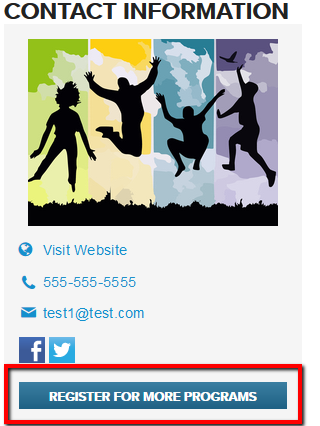 CONTACT INFORMATION
Visit Website
555-555-5555
test1@test.com
REGISTER FOR MORE PROGRAMS